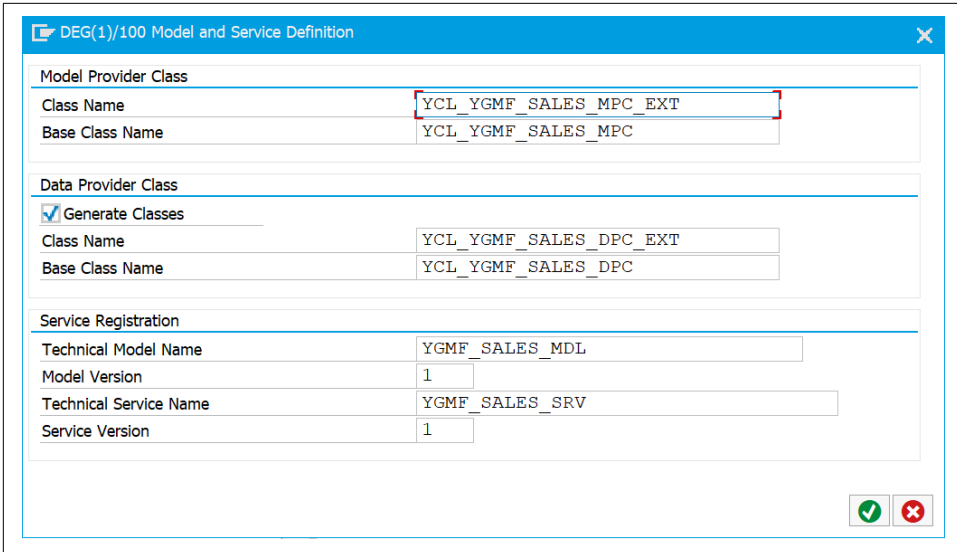 DEG(1)/100 Model and Service Definition
Model Provider Class
Class Name YCL_YGMF_SALES_MPC_EXT
Base Class Name YCL_YGMF_SALES_MPC
Data Provider Class
Generate Classes
Class Name YCL_YGMF_SALES_DPC_EXT
Base Class Name YCL_YGMF_SALES_DPC
Service Registration
Technical Model Name YGMF_SALES_MDL
Model Version 1
Technical Service Name YGMF_SALES_SRV
Service Version 1